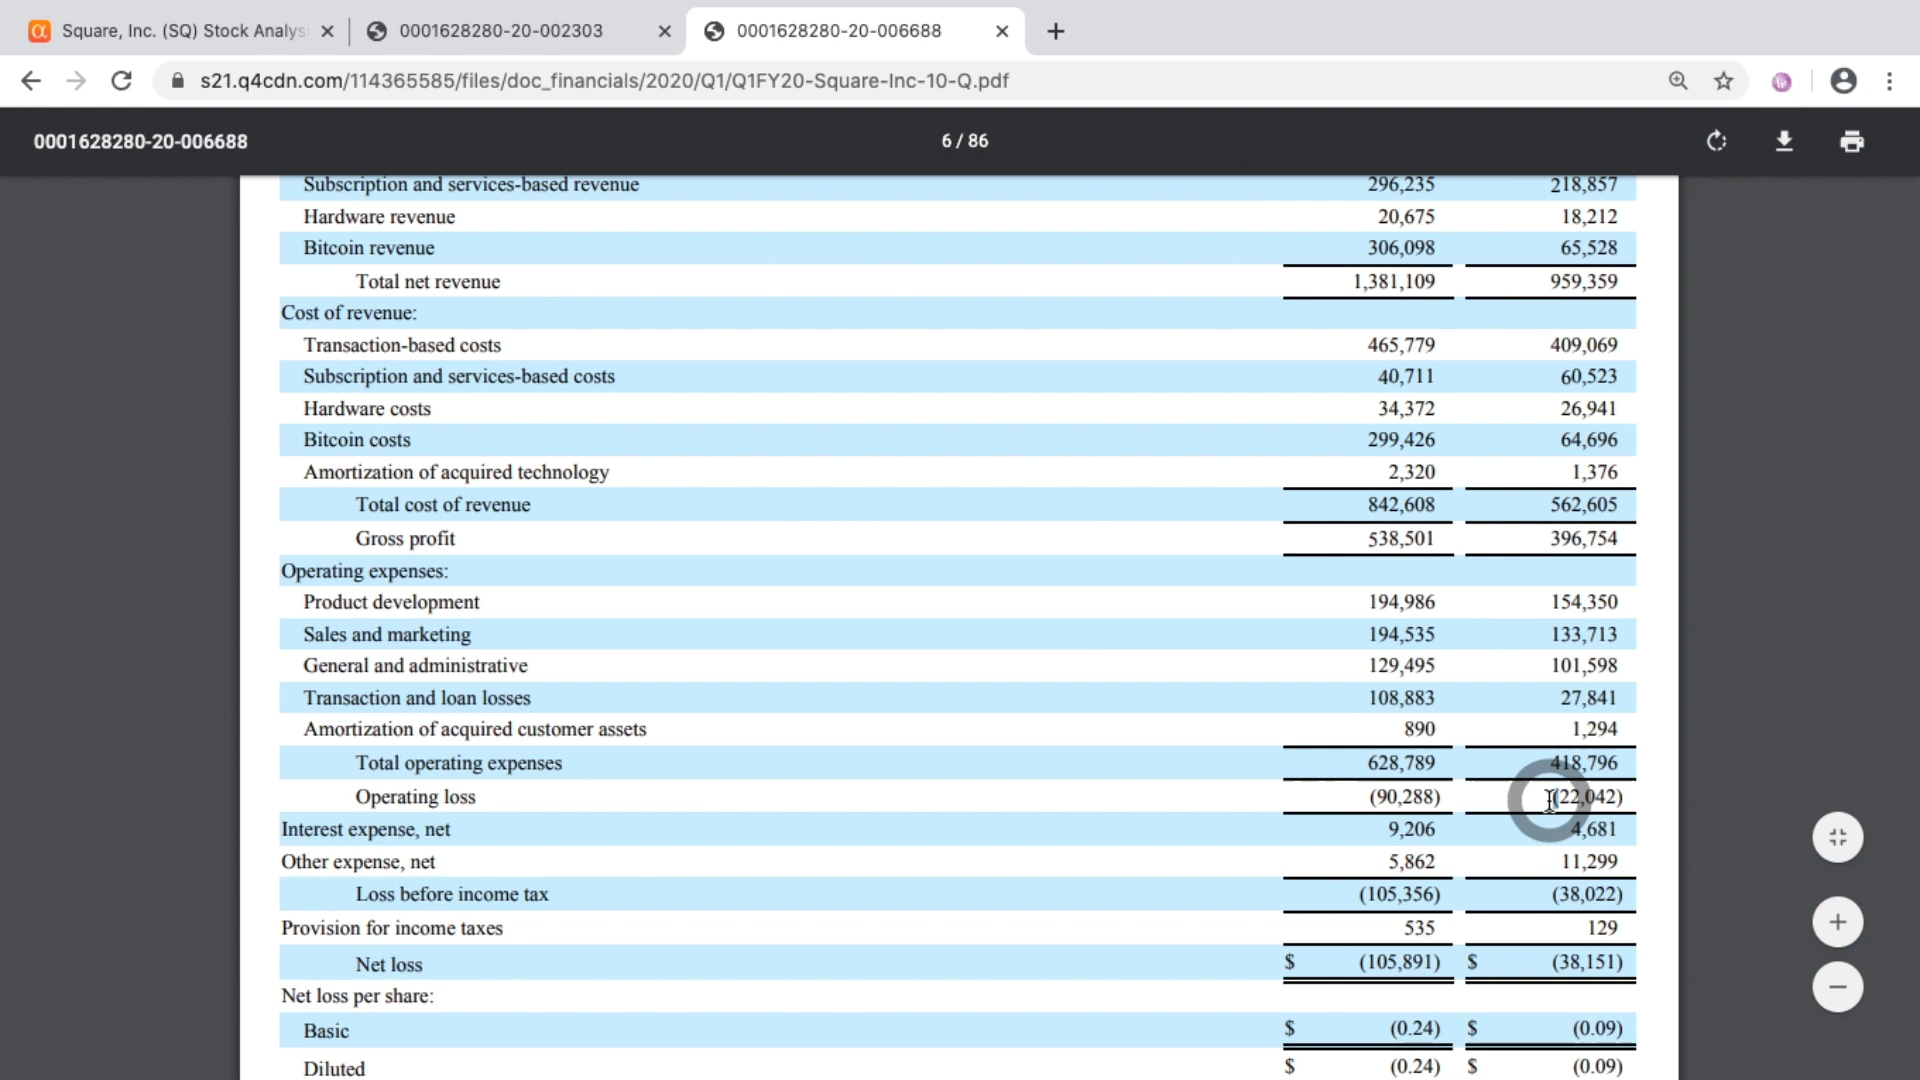 Square, Inc. (SQ) Stock Analys
0001628280-20-002303
0001628280-20-006688
s21.q4cdn.com/114365585/files/doc_financials/2020/Q1/Q1FY20-Square-Inc-10-Q.pdf
0001628280-20-006688
6 / 86
Subscription and services-based revenue 296,235 218,857
Hardware revenue 20,675 18,212
Bitcoin revenue 306,098 65,528
Total net revenue 1,381,109 959,359
Cost of revenue:
Transaction-based costs 465,779 409,069
Subscription and services-based costs 40,711 60,523
Hardware costs 34,372 26,941
Bitcoin costs 299,426 64,696
Amortization of acquired technology 2,320 1,376
Total cost of revenue 842,608 562,605
Gross profit 538,501 396,754
Operating expenses:
Product development 194,986 154,350
Sales and marketing 194,535 133,713
General and administrative 129,495 101,598
Transaction and loan losses 108,883 27,841
Amortization of acquired customer assets 890 1,294
Total operating expenses 628,789 418,796
Operating loss (90,288) (22,042)
Interest expense, net 9,206 4,681
Other expense, net 5,862 11,299
Loss before income tax (105,356) (38,022)
Provision for income taxes 535 129
Net loss $ (105,891) $ (38,151)
Net loss per share:
Basic $ (0.24) $ (0.09)
Diluted $ (0.24) $ (0.09)